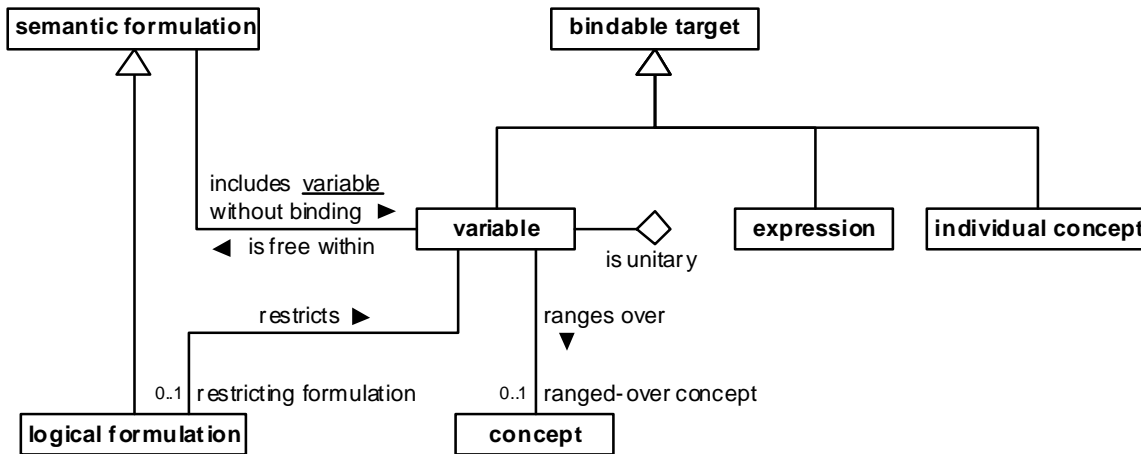 semantic formulation
bindable target
includes variable
without binding ►
◄ is free within
variable
expression
individual concept
is unitary
restricts ►
ranges over
▼
0..1 restricting formulation
0..1 ranged-over concept
logical formulation
concept